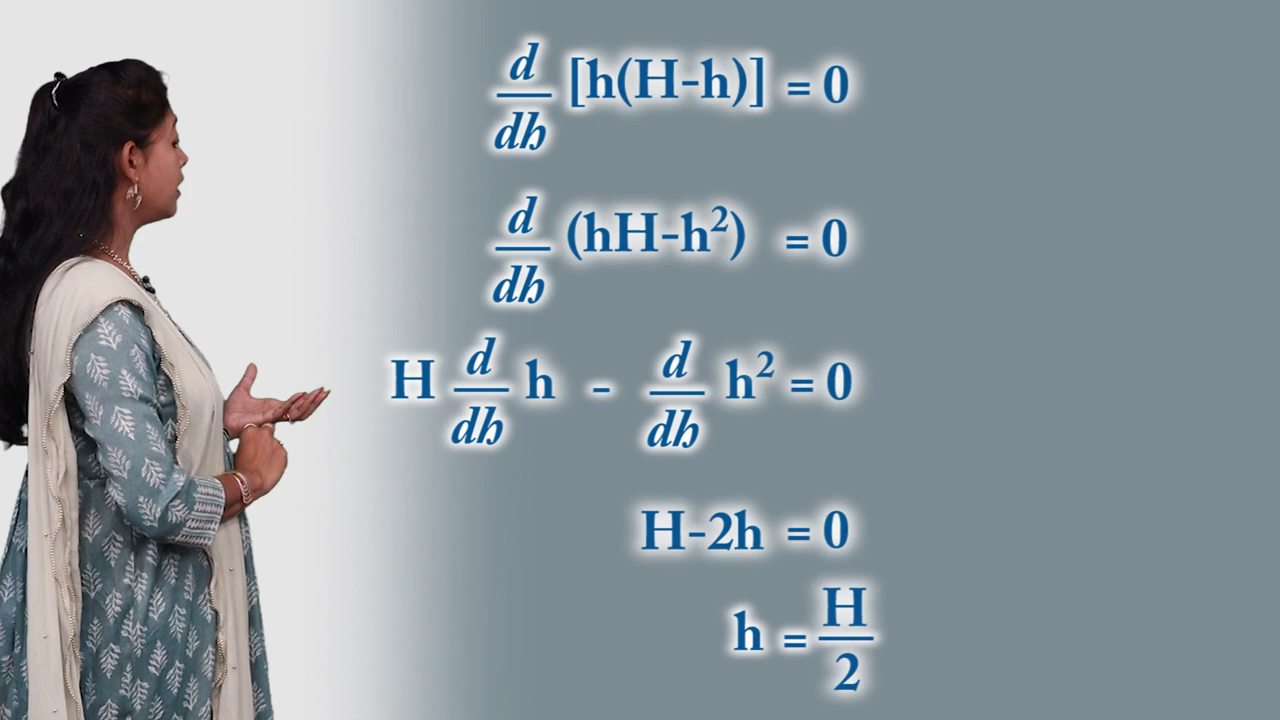 d/dh [h(H-h)] = 0
d/dh (hH-h²) = 0
H d/dh h - d/dh h² = 0
H-2h = 0
h = H/2